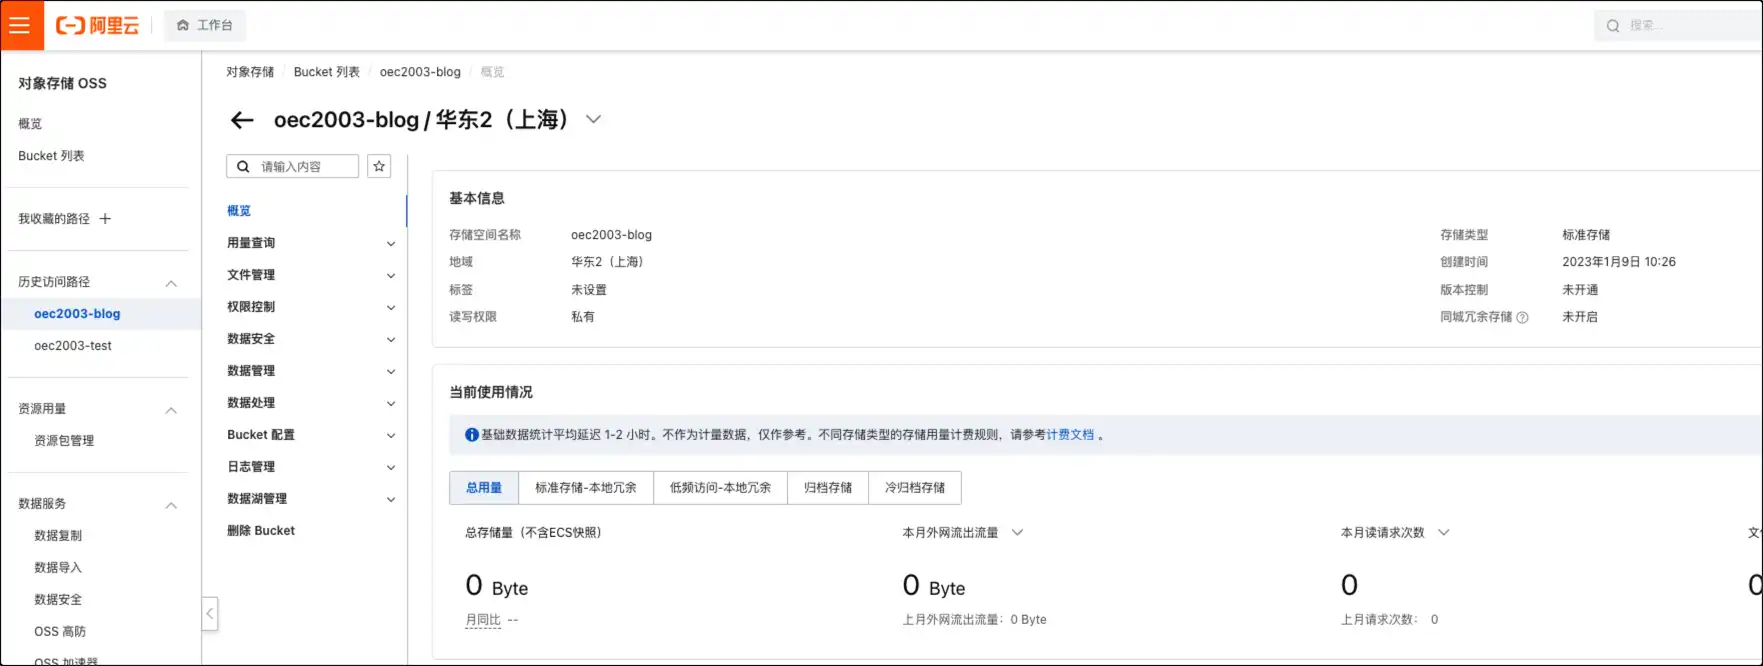 阿里云
工作台
搜索...
对象存储 OSS
概览
Bucket 列表
我收藏的路径
历史访问路径
oec2003-blog
oec2003-test
资源用量
资源包管理
数据服务
数据复制
数据导入
数据安全
OSS 高防
OSS 加速器
对象存储 / Bucket 列表 / oec2003-blog / 概览
oec2003-blog / 华东2（上海）
请输入内容
概览
用量查询
文件管理
权限控制
数据安全
数据管理
数据处理
Bucket 配置
日志管理
数据湖管理
删除 Bucket
基本信息
存储空间名称 oec2003-blog 存储类型 标准存储
地域 华东2（上海） 创建时间 2023年1月9日 10:26
标签 未设置 版本控制 未开通
读写权限 私有 同城冗余存储 未开启
当前使用情况
基础数据统计平均延迟 1-2 小时。不作为计量数据，仅作参考。不同存储类型的存储用量计费规则，请参考计费文档 。
总用量 标准存储-本地冗余 低频访问-本地冗余 归档存储 冷归档存储
总存储量（不含ECS快照） 本月外网流出流量 本月读请求次数
0 Byte 0 Byte 0 0
月同比 -- 上月外网流出流量：0 Byte 上月请求次数： 0